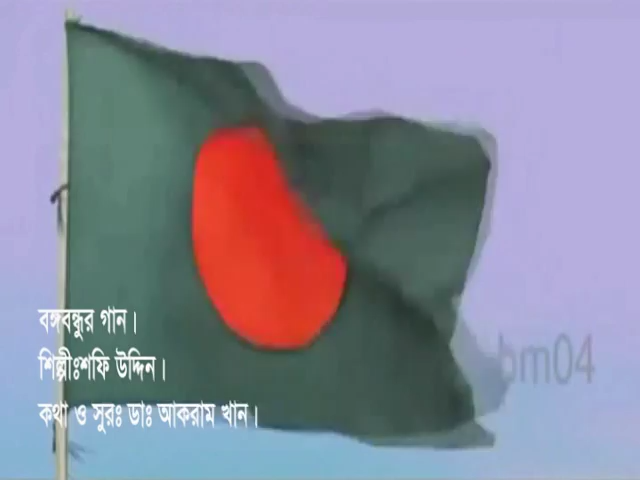 বঙ্গবন্ধুর গান।
শিল্পীঃশফি উদ্দিন।
কথা ও সুরঃ ডাঃ আকরাম খান।
bm04